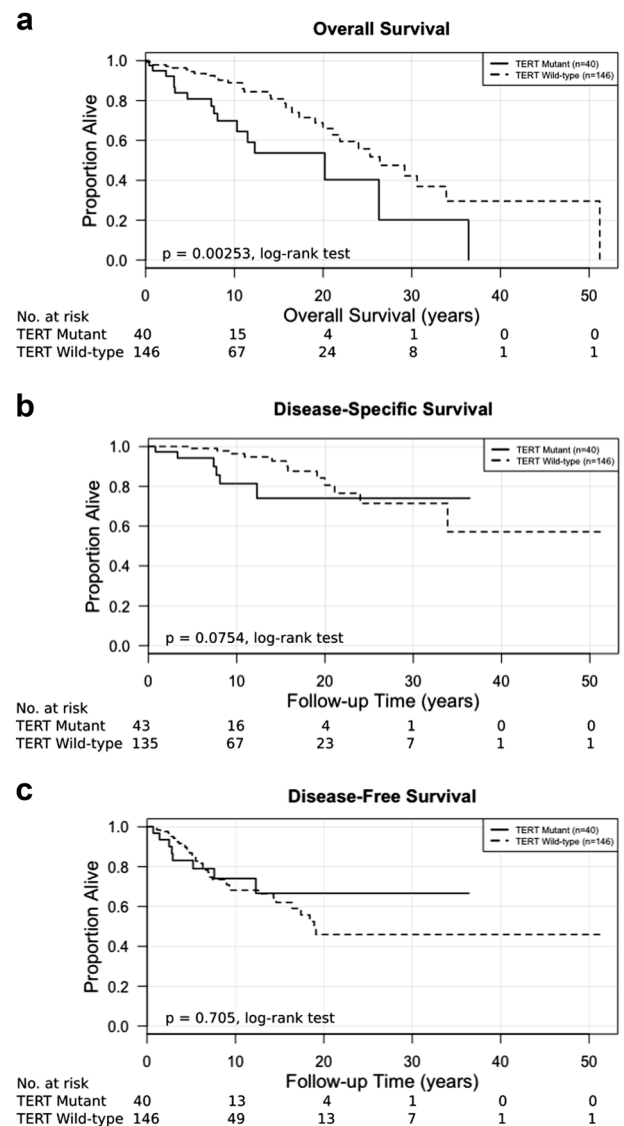 a
Overall Survival
TERT Mutant (n=40)
TERT Wild-type (n=146)
Proportion Alive
1.0
0.8
0.6
0.4
0.2
0.0
p = 0.00253, log-rank test
0 10 20 30 40 50
Overall Survival (years)
No. at risk
TERT Mutant 40 15 4 1 0 0
TERT Wild-type 146 67 24 8 1 1
b
Disease-Specific Survival
TERT Mutant (n=40)
TERT Wild-type (n=146)
Proportion Alive
1.0
0.8
0.6
0.4
0.2
0.0
p = 0.0754, log-rank test
0 10 20 30 40 50
Follow-up Time (years)
No. at risk
TERT Mutant 43 16 4 1 0 0
TERT Wild-type 135 67 23 7 1 1
c
Disease-Free Survival
TERT Mutant (n=40)
TERT Wild-type (n=146)
Proportion Alive
1.0
0.8
0.6
0.4
0.2
0.0
p = 0.705, log-rank test
0 10 20 30 40 50
Follow-up Time (years)
No. at risk
TERT Mutant 40 13 4 1 0 0
TERT Wild-type 146 49 13 7 1 1